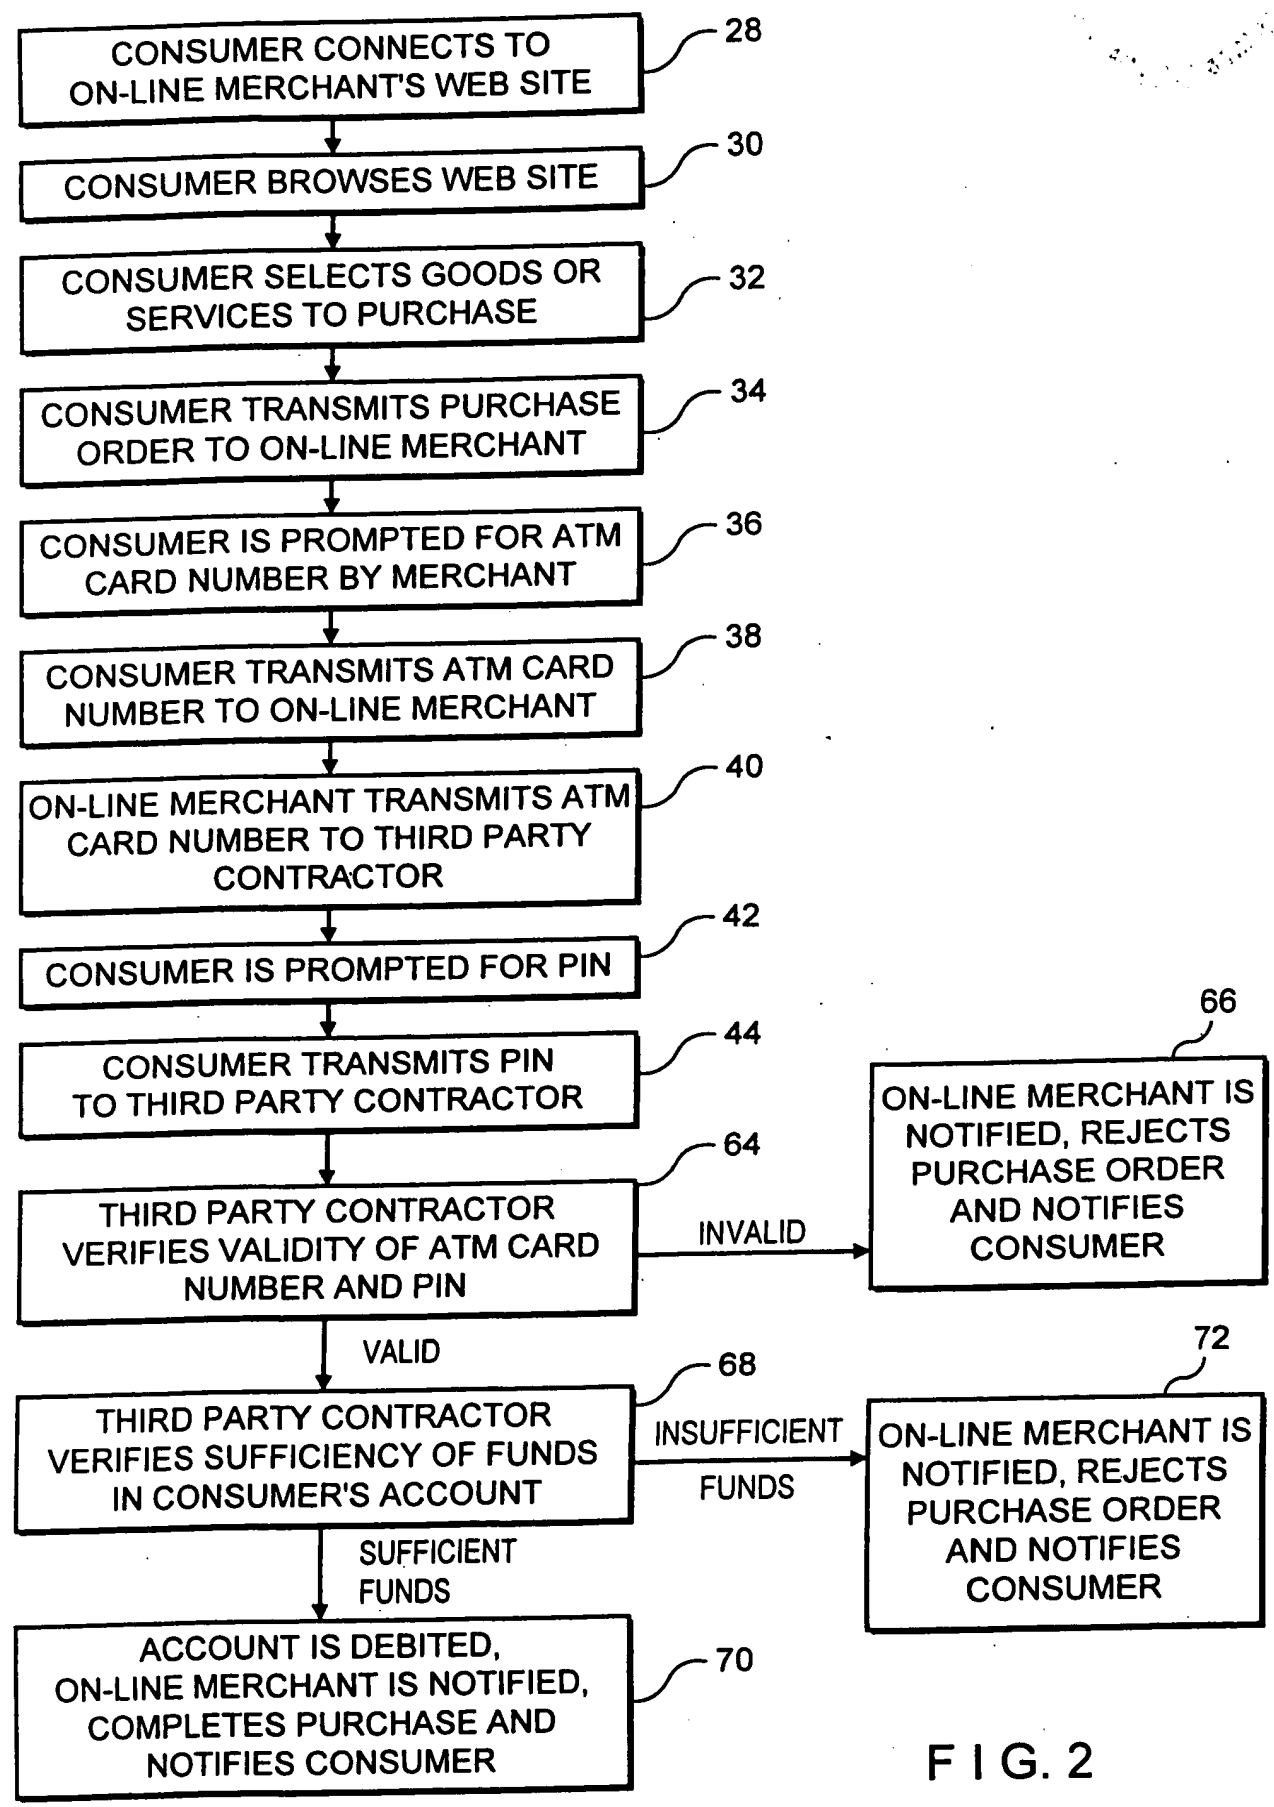 CONSUMER CONNECTS TO
ON-LINE MERCHANT'S WEB SITE
28
CONSUMER BROWSES WEB SITE
30
CONSUMER SELECTS GOODS OR
SERVICES TO PURCHASE
32
CONSUMER TRANSMITS PURCHASE
ORDER TO ON-LINE MERCHANT
34
CONSUMER IS PROMPTED FOR ATM
CARD NUMBER BY MERCHANT
36
CONSUMER TRANSMITS ATM CARD
NUMBER TO ON-LINE MERCHANT
38
ON-LINE MERCHANT TRANSMITS ATM
CARD NUMBER TO THIRD PARTY
CONTRACTOR
40
CONSUMER IS PROMPTED FOR PIN
42
CONSUMER TRANSMITS PIN
TO THIRD PARTY CONTRACTOR
44
THIRD PARTY CONTRACTOR
VERIFIES VALIDITY OF ATM CARD
NUMBER AND PIN
64
INVALID
66
ON-LINE MERCHANT IS
NOTIFIED, REJECTS
PURCHASE ORDER
AND NOTIFIES
CONSUMER
VALID
THIRD PARTY CONTRACTOR
VERIFIES SUFFICIENCY OF FUNDS
IN CONSUMER'S ACCOUNT
68
INSUFFICIENT
FUNDS
72
ON-LINE MERCHANT IS
NOTIFIED, REJECTS
PURCHASE ORDER
AND NOTIFIES
CONSUMER
SUFFICIENT
FUNDS
ACCOUNT IS DEBITED,
ON-LINE MERCHANT IS NOTIFIED,
COMPLETES PURCHASE AND
NOTIFIES CONSUMER
70
FIG. 2